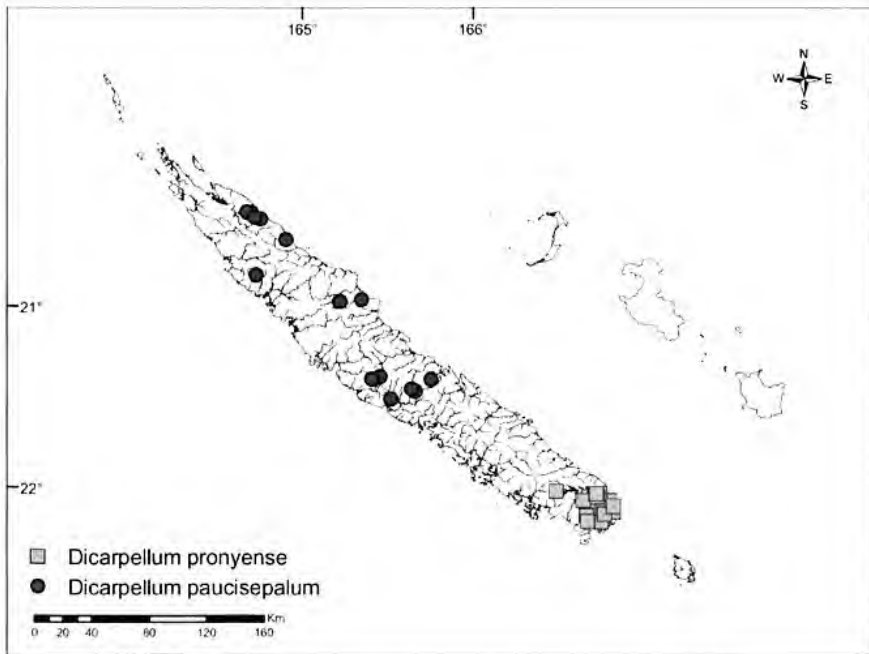 165° 166°
N
W E
S
21°
22°
Dicarpellum pronyense
Dicarpellum paucisepalum
Km
0 20 40 80 120 160